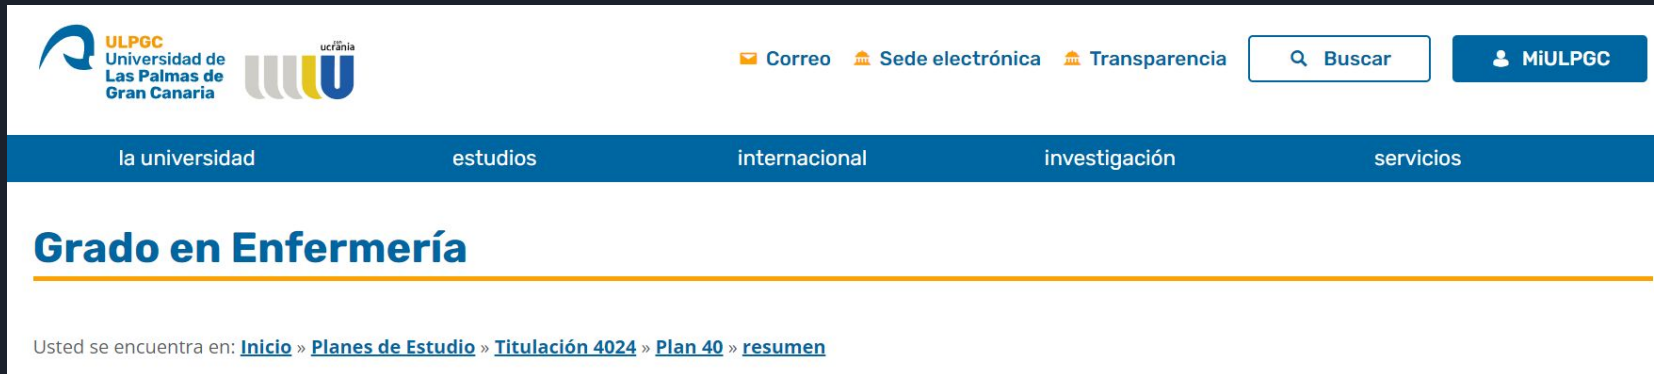 ULPGC
Universidad de
Las Palmas de
Gran Canaria
con
ucrania
Correo Sede electrónica Transparencia Buscar MiULPGC
la universidad estudios internacional investigación servicios
Grado en Enfermería
Usted se encuentra en: Inicio » Planes de Estudio » Titulación 4024 » Plan 40 » resumen